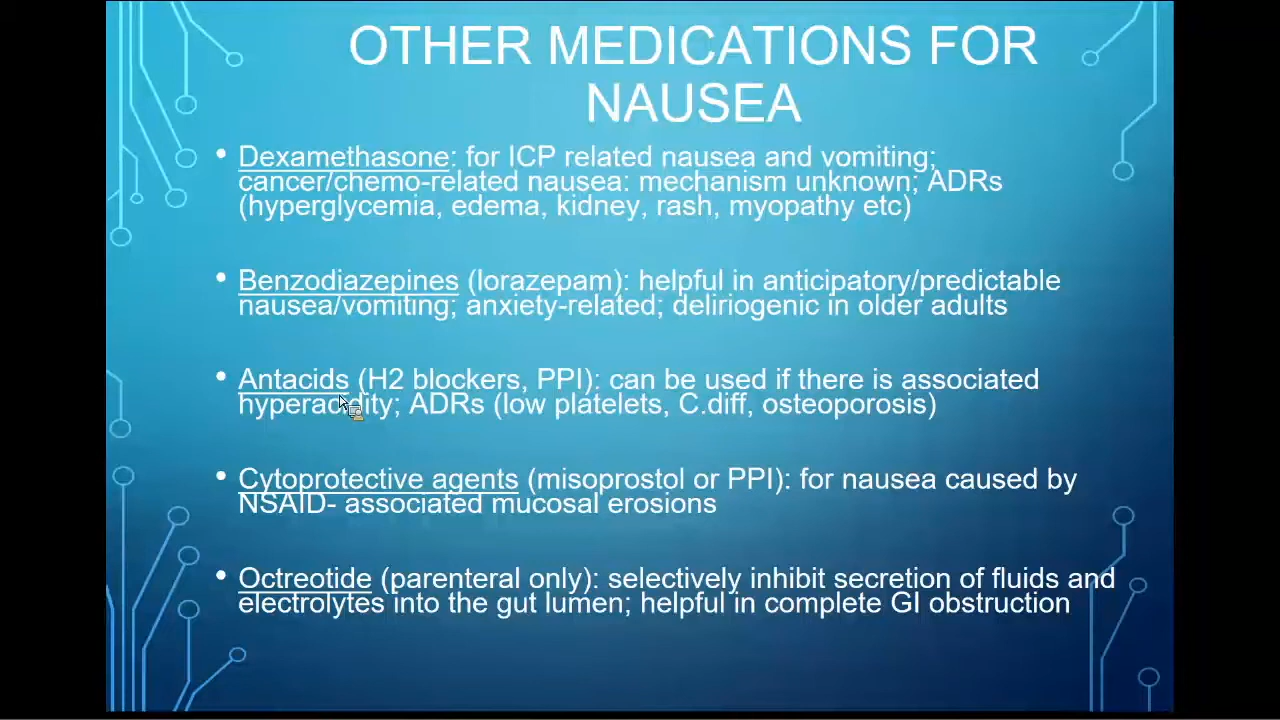 OTHER MEDICATIONS FOR
NAUSEA
• Dexamethasone: for ICP related nausea and vomiting;
cancer/chemo-related nausea: mechanism unknown; ADRs
(hyperglycemia, edema, kidney, rash, myopathy etc)
• Benzodiazepines (lorazepam): helpful in anticipatory/predictable
nausea/vomiting; anxiety-related; deliriogenic in older adults
• Antacids (H2 blockers, PPI): can be used if there is associated
hyperacidity; ADRs (low platelets, C.diff, osteoporosis)
• Cytoprotective agents (misoprostol or PPI): for nausea caused by
NSAID- associated mucosal erosions
• Octreotide (parenteral only): selectively inhibit secretion of fluids and
electrolytes into the gut lumen; helpful in complete GI obstruction